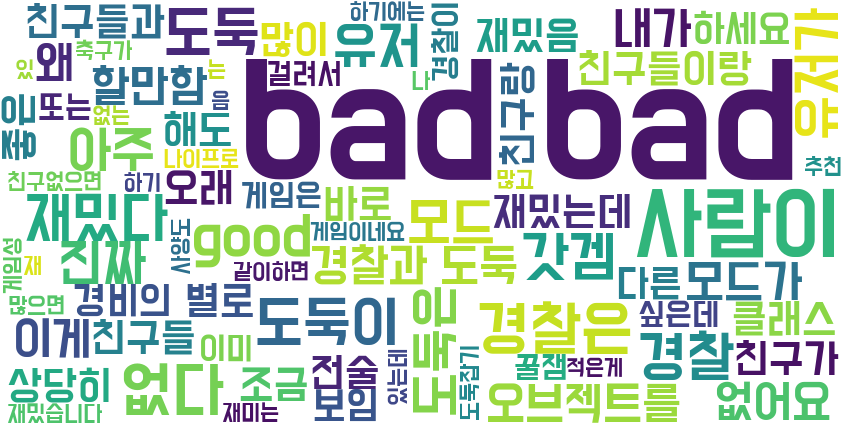 친구들과
도둑
많이
유저
경찰이
하기에는
재밌음
내가
하세요
유저가
축구가
왜
있
할만함
는
걸려서
bad bad
나
친구들이랑
친구랑
좋은
또는
없는
음
해도
아주
나이프로
추천
친구없으면
하기
오래
게임은
많고
재밌다
바로
모드
재밌는데
사람이
진짜
사양도
good
게임이네요
경찰과 도둑
갓겜
다른
모드가
게임성
재
같이하면
많으면
경비의 별로
도둑이
도둑은
경찰은
싶은데
클래스
이게
친구들
이미
전술
있는데
도둑잡기
꿀잼
적은게
경찰
친구가
상당히
없다
조금
보임
오브젝트를
없어요
재밌습니다
재미는